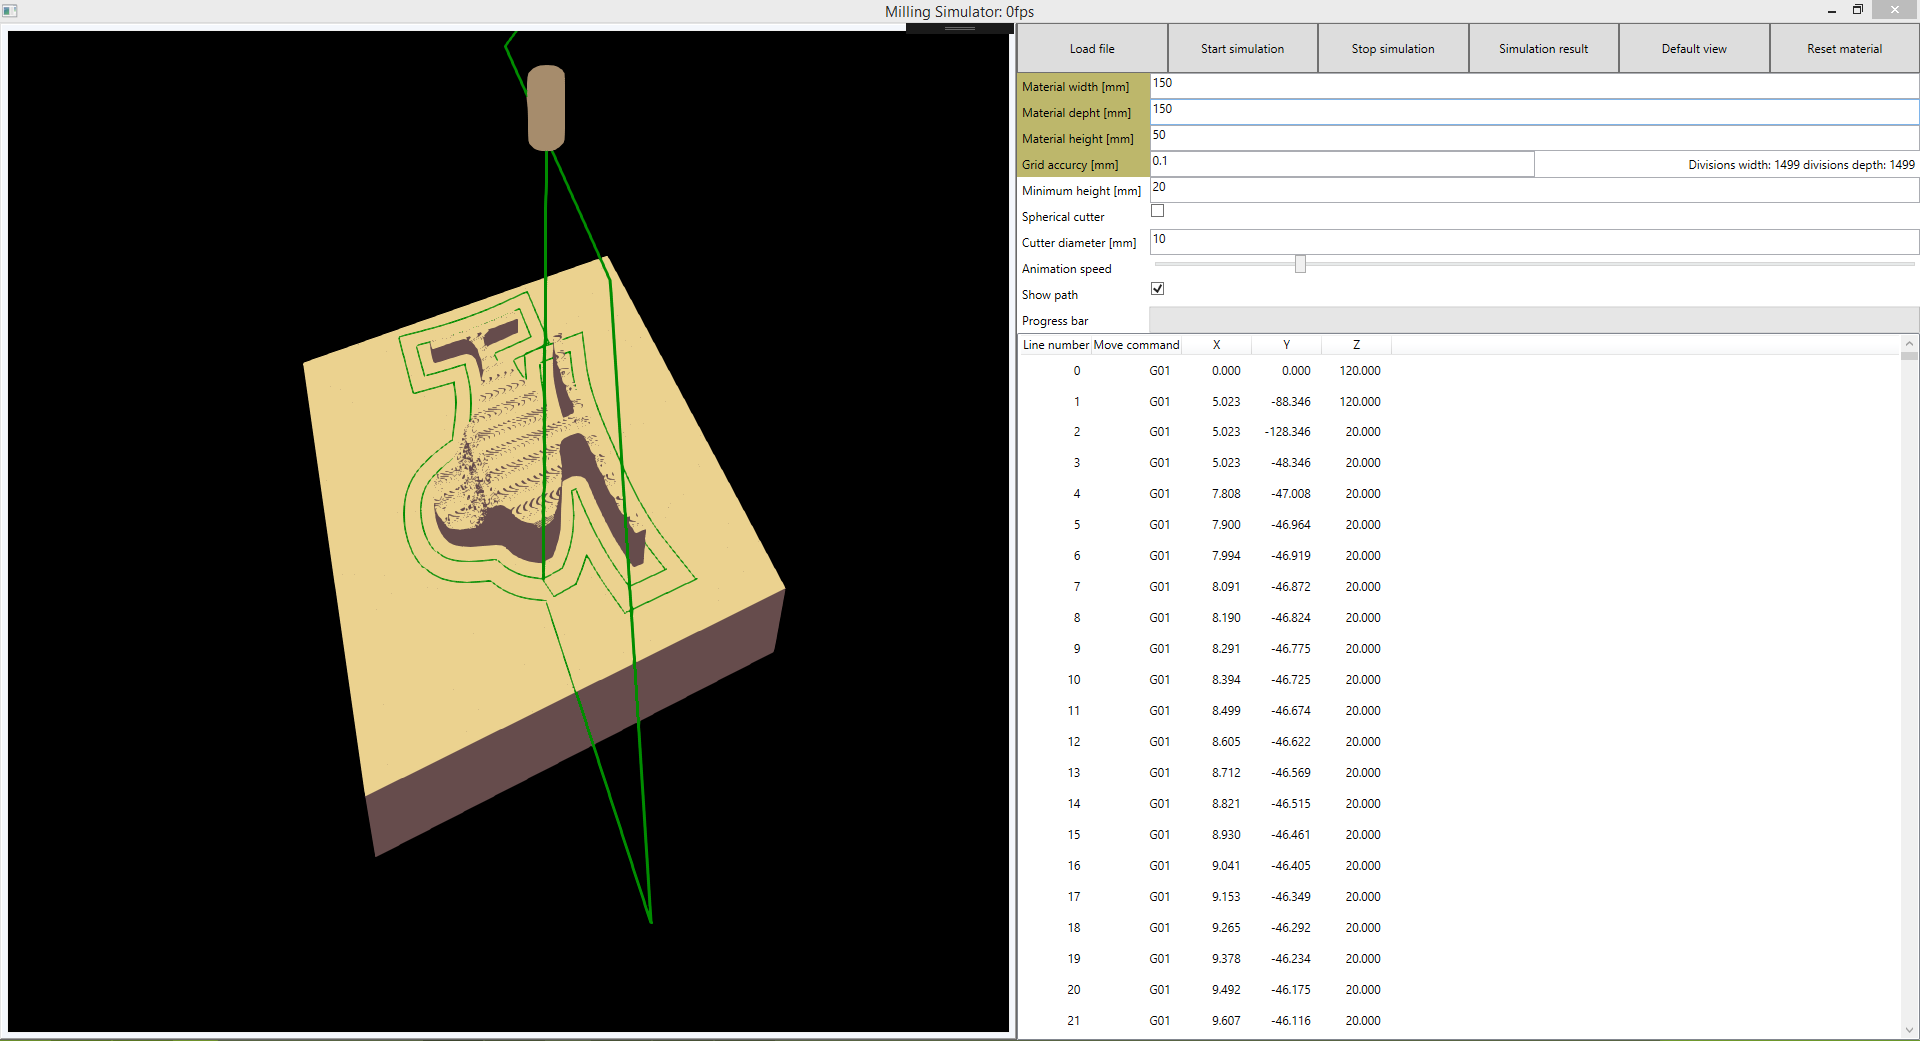 Milling Simulator: 0fps
Load file Start simulation Stop simulation Simulation result Default view Reset material
Material width [mm] 150
Material depht [mm] 150
Material height [mm] 50
Grid accurcy [mm] 0.1 Divisions width: 1499 divisions depth: 1499
Minimum height [mm] 20
Spherical cutter
Cutter diameter [mm] 10
Animation speed
Show path
Progress bar
Line number Move command X Y Z
0 G01 0.000 0.000 120.000
1 G01 5.023 -88.346 120.000
2 G01 5.023 -128.346 20.000
3 G01 5.023 -48.346 20.000
4 G01 7.808 -47.008 20.000
5 G01 7.900 -46.964 20.000
6 G01 7.994 -46.919 20.000
7 G01 8.091 -46.872 20.000
8 G01 8.190 -46.824 20.000
9 G01 8.291 -46.775 20.000
10 G01 8.394 -46.725 20.000
11 G01 8.499 -46.674 20.000
12 G01 8.605 -46.622 20.000
13 G01 8.712 -46.569 20.000
14 G01 8.821 -46.515 20.000
15 G01 8.930 -46.461 20.000
16 G01 9.041 -46.405 20.000
17 G01 9.153 -46.349 20.000
18 G01 9.265 -46.292 20.000
19 G01 9.378 -46.234 20.000
20 G01 9.492 -46.175 20.000
21 G01 9.607 -46.116 20.000